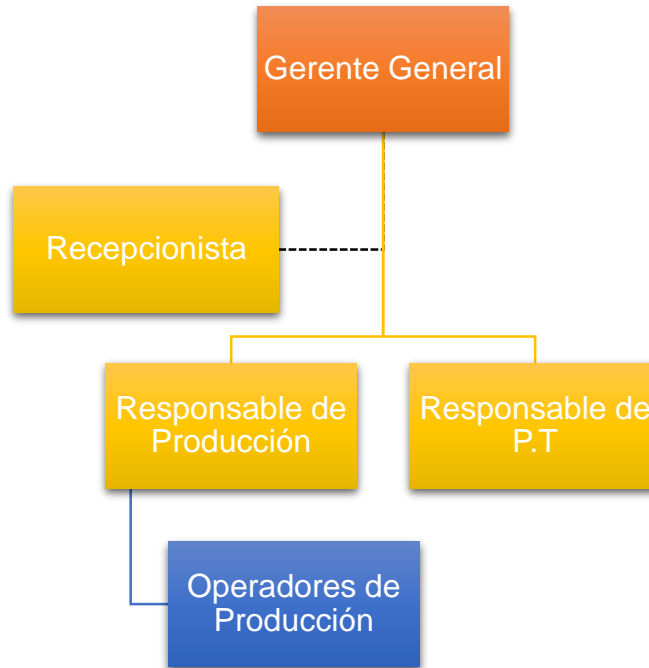 Gerente General
Recepcionista
Responsable de
Producción
Responsable de
P.T
Operadores de
Producción